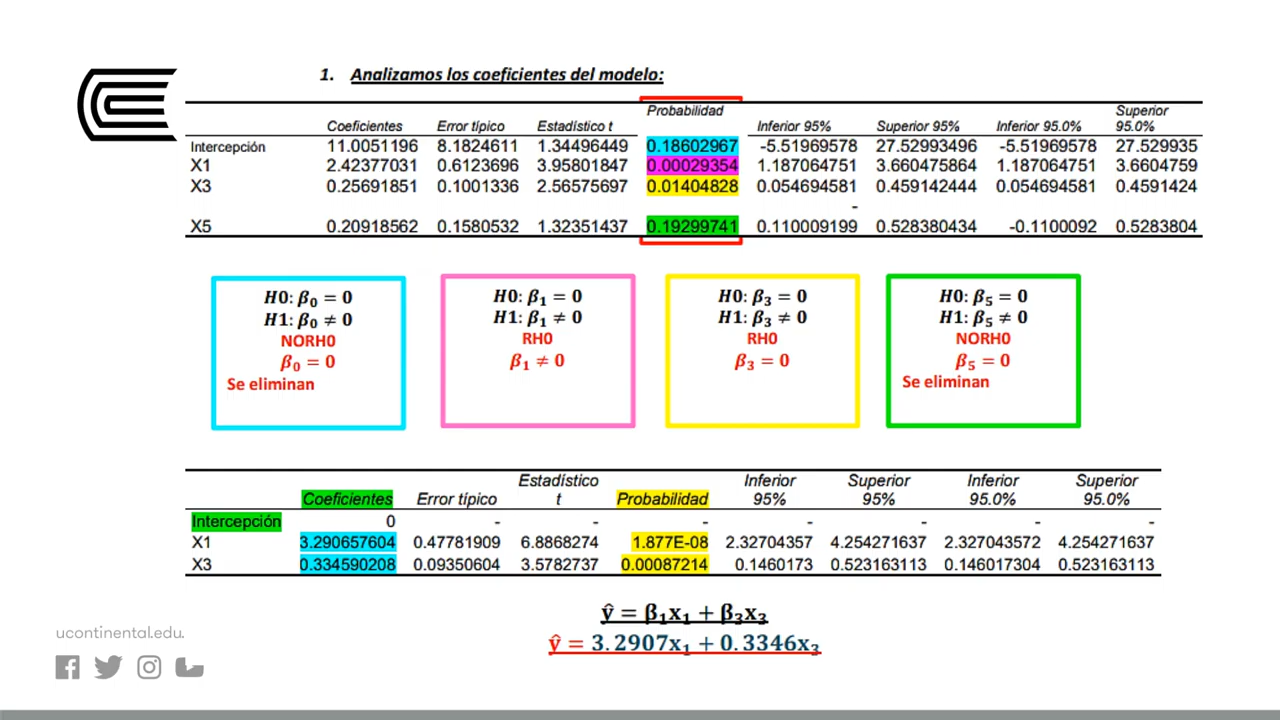 1. Analizamos los coeficientes del modelo:
Coeficientes Error típico Estadístico t Probabilidad Inferior 95% Superior 95% Inferior 95.0% Superior 95.0%
Intercepción 11.0051196 8.1824611 1.34496449 0.18602967 -5.51969578 27.52993496 -5.51969578 27.529935
X1 2.42377031 0.6123696 3.95801847 0.00029354 1.187064751 3.660475864 1.187064751 3.6604759
X3 0.25691851 0.1001336 2.56575697 0.01404828 0.054694581 0.459142444 0.054694581 0.4591424
-
X5 0.20918562 0.1580532 1.32351437 0.19299741 0.110009199 0.528380434 -0.1100092 0.5283804
H0: β₀ = 0
H1: β₀ ≠ 0
NORH0
β₀ = 0
Se eliminan
H0: β₁ = 0
H1: β₁ ≠ 0
RH0
β₁ ≠ 0
H0: β₃ = 0
H1: β₃ ≠ 0
RH0
β₃ = 0
H0: β₅ = 0
H1: β₅ ≠ 0
NORH0
β₅ = 0
Se eliminan
Coeficientes Error típico Estadístico t Probabilidad Inferior 95% Superior 95% Inferior 95.0% Superior 95.0%
Intercepción 0 - - - - - - -
X1 3.290657604 0.47781909 6.8868274 1.877E-08 2.32704357 4.254271637 2.327043572 4.254271637
X3 0.334590208 0.09350604 3.5782737 0.00087214 0.1460173 0.523163113 0.146017304 0.523163113
ŷ = β₁x₁ + β₃x₃
ŷ = 3.2907x₁ + 0.3346x₃
ucontinental.edu.